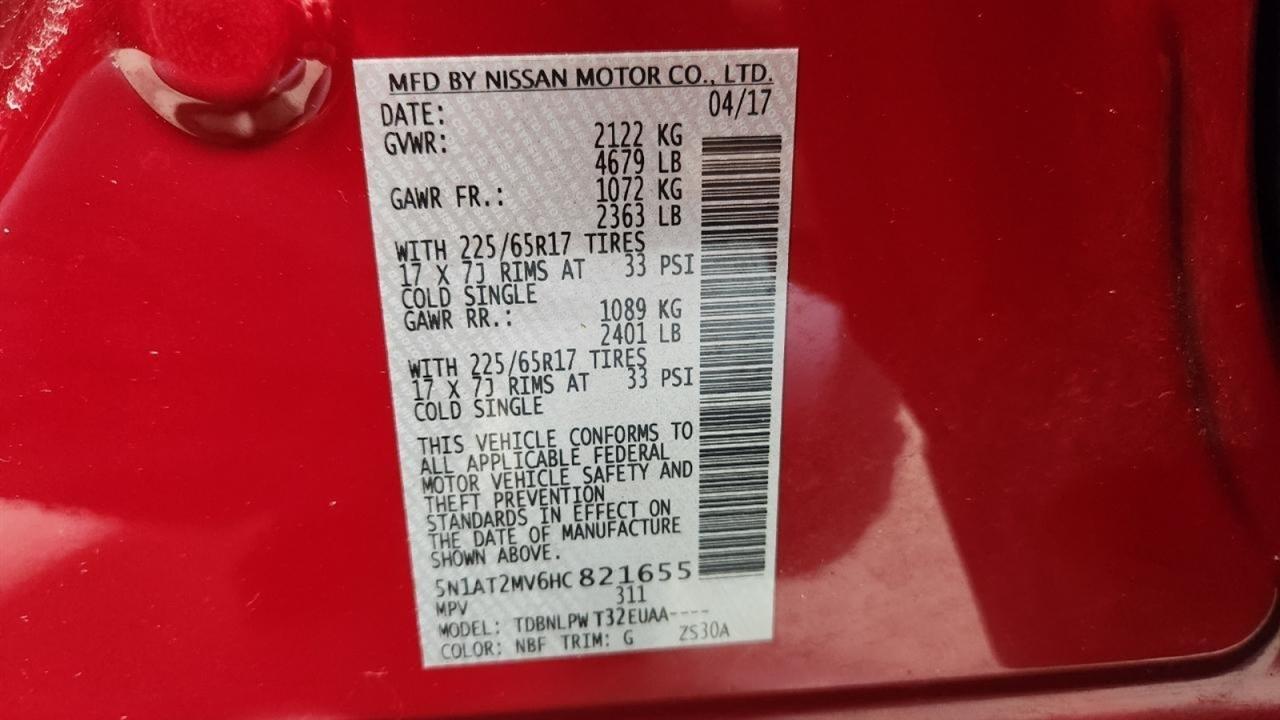 MFD BY NISSAN MOTOR CO., LTD.
DATE: 04/17
GVWR: 2122 KG
4679 LB
GAWR FR.: 1072 KG
2363 LB
WITH 225/65R17 TIRES
17 X 7J RIMS AT 33 PSI
COLD SINGLE
GAWR RR.: 1089 KG
2401 LB
WITH 225/65R17 TIRES
17 X 7J RIMS AT 33 PSI
COLD SINGLE
THIS VEHICLE CONFORMS TO
ALL APPLICABLE FEDERAL
MOTOR VEHICLE SAFETY AND
THEFT PREVENTION
STANDARDS IN EFFECT ON
THE DATE OF MANUFACTURE
SHOWN ABOVE.
5N1AT2MV6HC821655
MPV 311
MODEL: TDBNLPWT32EUAA----
COLOR: NBF TRIM: G ZS30A